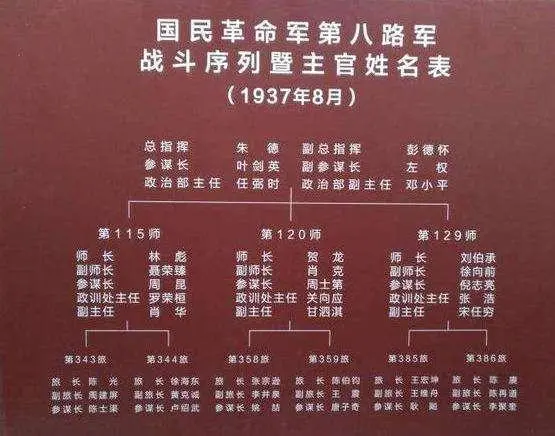 国民革命军第八路军
战斗序列暨主官姓名表
（1937年8月）
总指挥 朱德 副总指挥 彭德怀
参谋长 叶剑英 副参谋长 左权
政治部主任 任弼时 政治部副主任 邓小平
第115师 第120师 第129师
师长 林彪 师长 贺龙 师长 刘伯承
副师长 聂荣臻 副师长 肖克 副师长 徐向前
参谋长 周昆 参谋长 周士第 参谋长 倪志亮
政训处主任 罗荣桓 政训处主任 关向应 政训处主任 张浩
副主任 肖华 副主任 甘泗淇 副主任 宋任穷
第343旅 第344旅 第358旅 第359旅 第385旅 第386旅
旅长 陈光 旅长 徐海东 旅长 张宗逊 旅长 陈伯钧 旅长 王宏坤 旅长 陈赓
副旅长 周建屏 副旅长 黄克诚 副旅长 李井泉 副旅长 王震 副旅长 王维舟 副旅长 陈再道
参谋长 陈士榘 参谋长 卢绍武 参谋长 姚喆 参谋长 唐子奇 参谋长 耿飚 参谋长 李聚奎